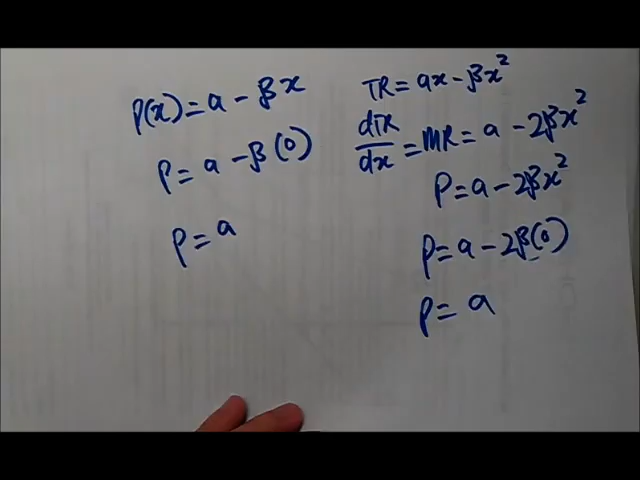 P(x) = a - βx
P = a - β(0)
P = a
TR = ax - βx²
dTR/dx = MR = a - 2βx²
P = a - 2βx²
P = a - 2β(0)
P = a